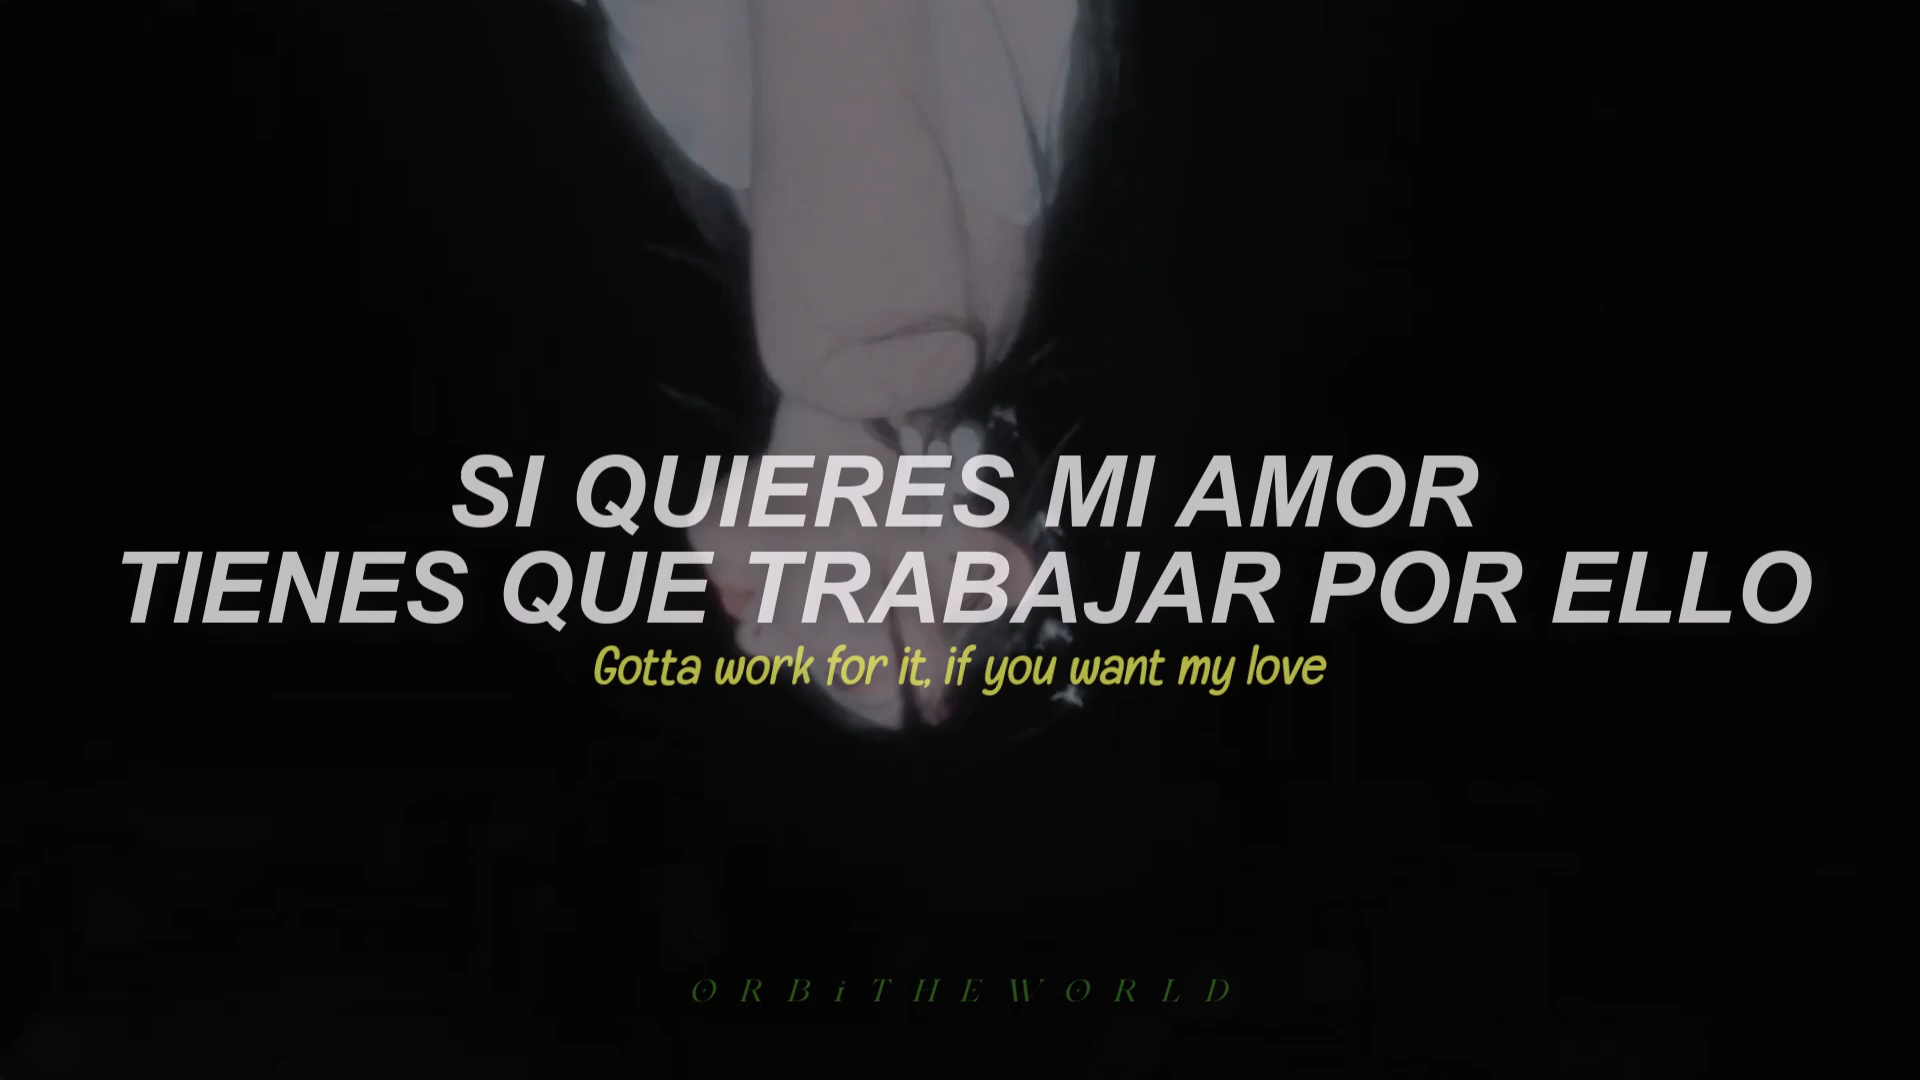 SI QUIERES MI AMOR
TIENES QUE TRABAJAR POR ELLO
Gotta work for it, if you want my love
ORBiTHEWORLD